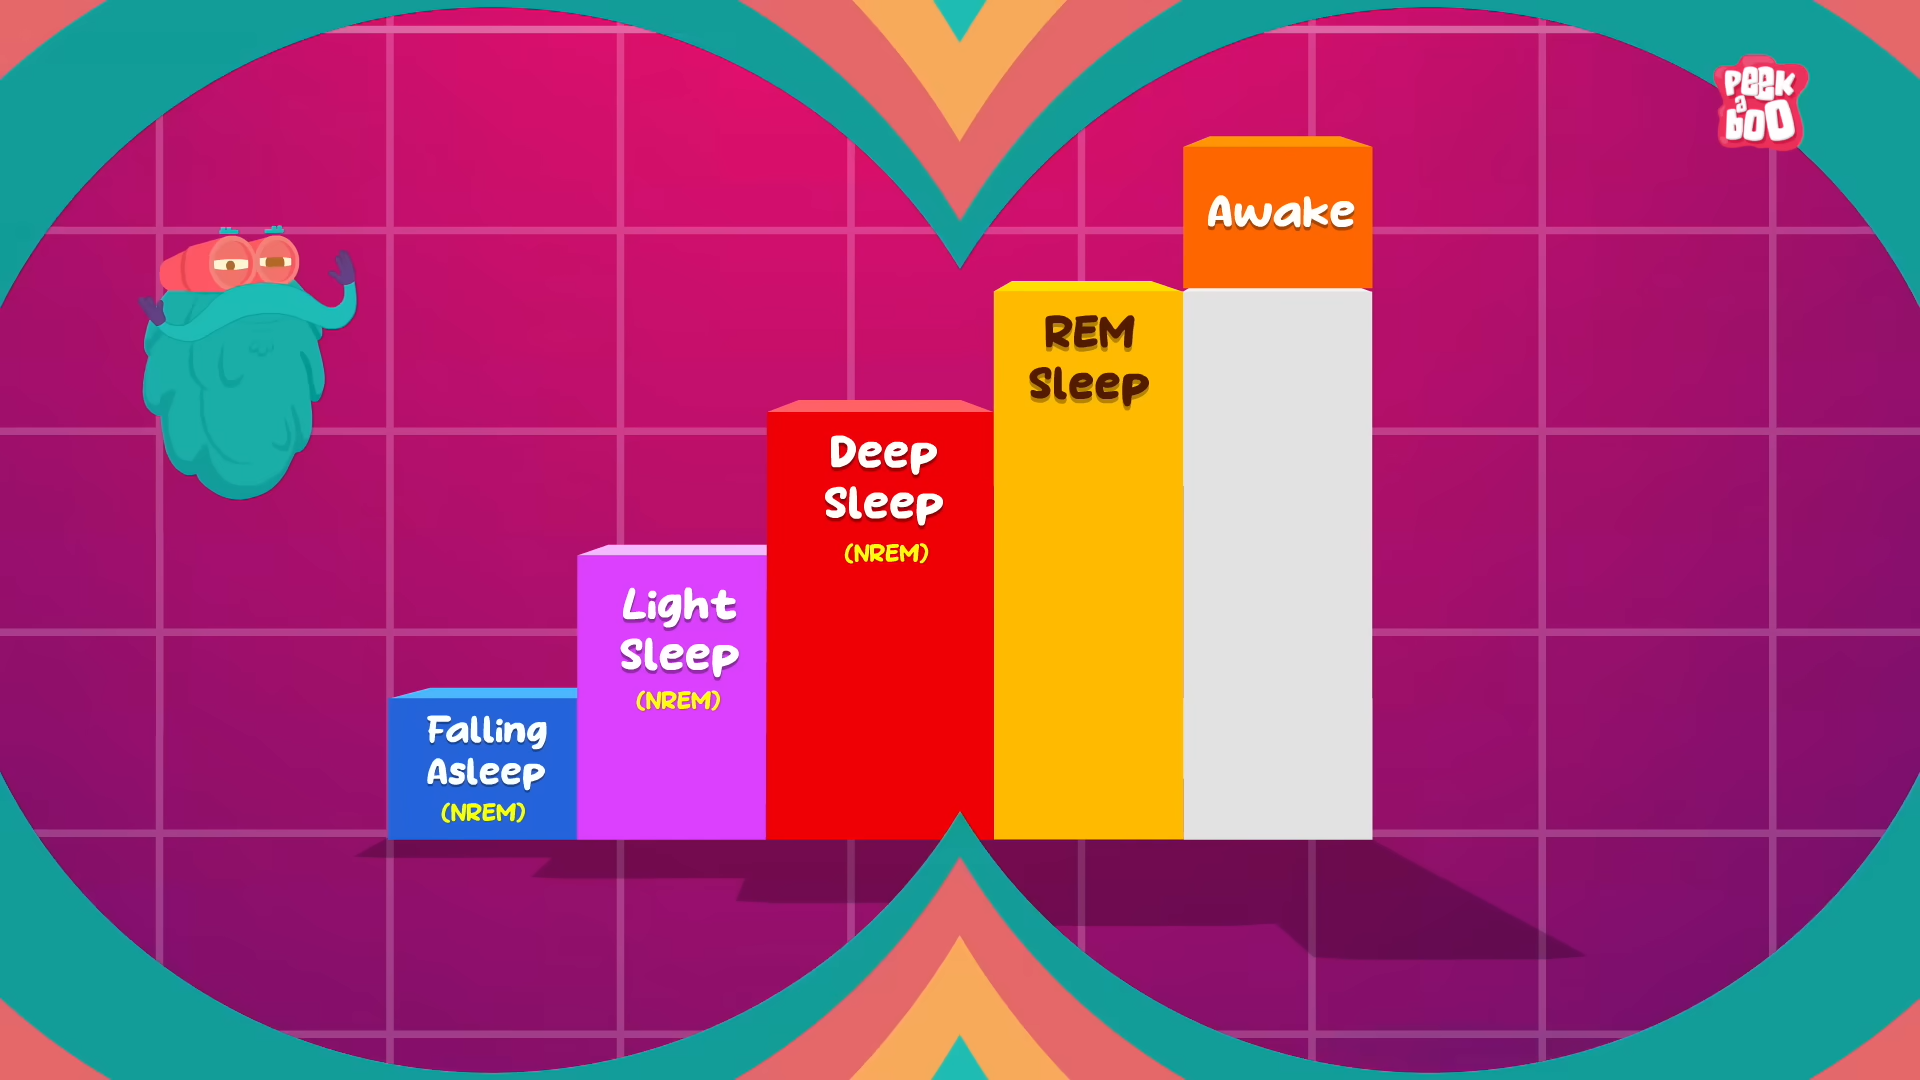 Peek
a
boo
Awake
REM
Sleep
Deep
Sleep
(NREM)
Light
Sleep
(NREM)
Falling
Asleep
(NREM)